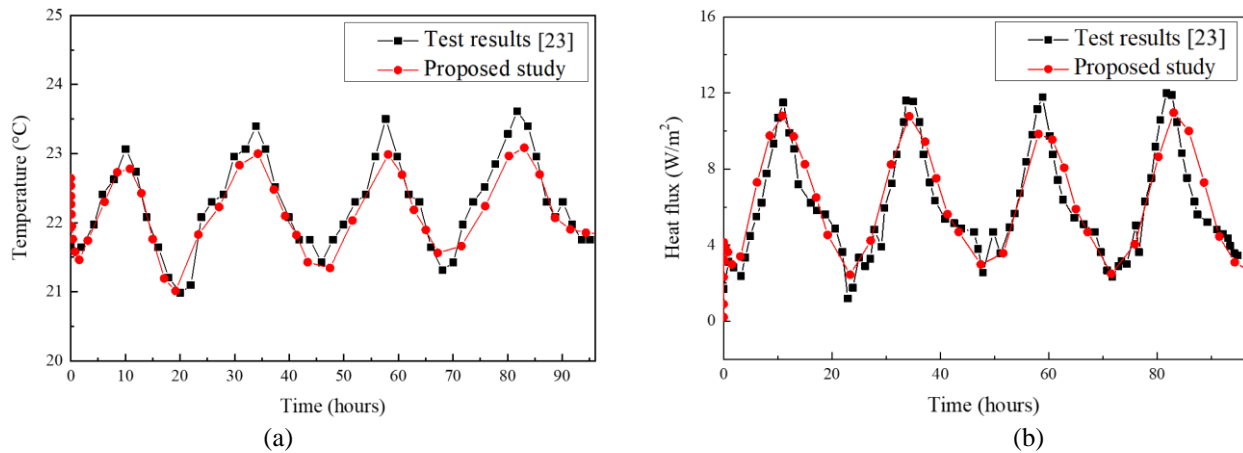 25
24
23
22
21
20
Temperature (°C)
0 10 20 30 40 50 60 70 80 90
Time (hours)
Test results [23]
Proposed study
(a)
16
12
8
4
0
Heat flux (W/m²)
0 20 40 60 80
Time (hours)
Test results [23]
Proposed study
(b)